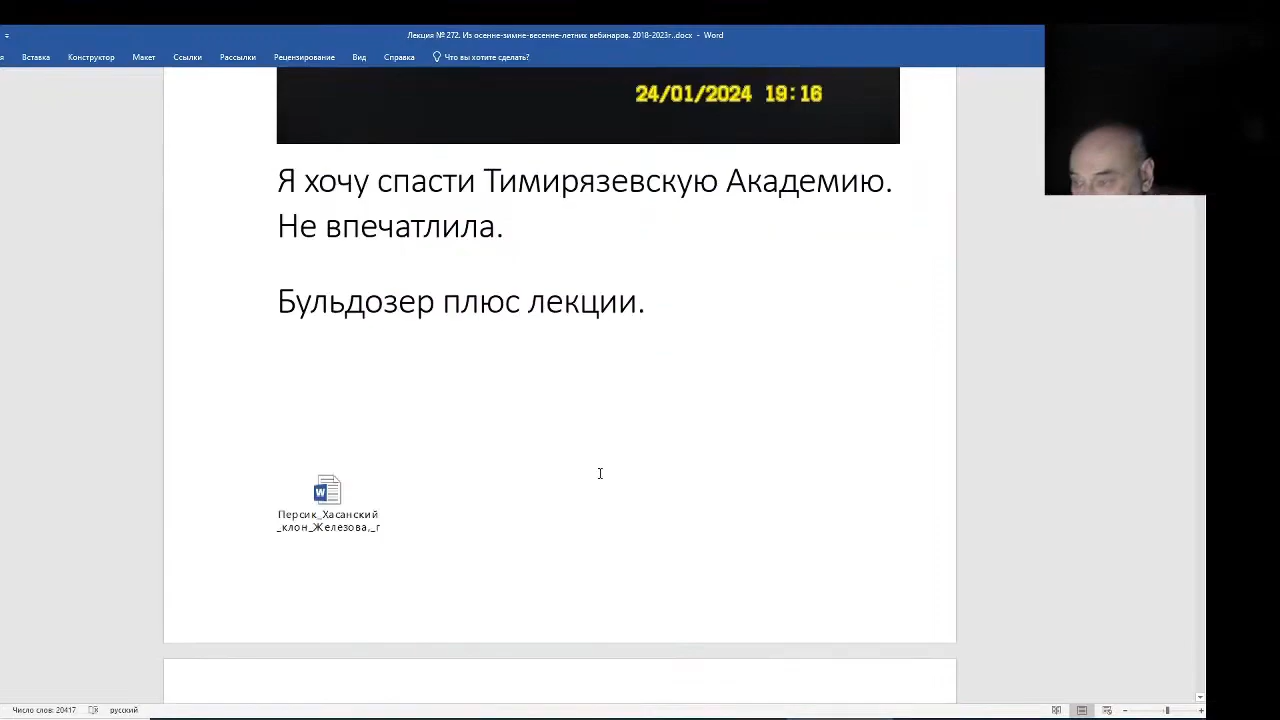 Лекция № 272. Из осенне-зимне-весенне-летних вебинаров. 2018-2023г..docx - Word
Вставка Конструктор Макет Ссылки Рассылки Рецензирование Вид Справка Что вы хотите сделать?
24/01/2024 19:16
Я хочу спасти Тимирязевскую Академию.
Не впечатлила.
Бульдозер плюс лекции.
W
Персик_Хасанский
_клон_Железова,_г
Число слов: 20417 русский